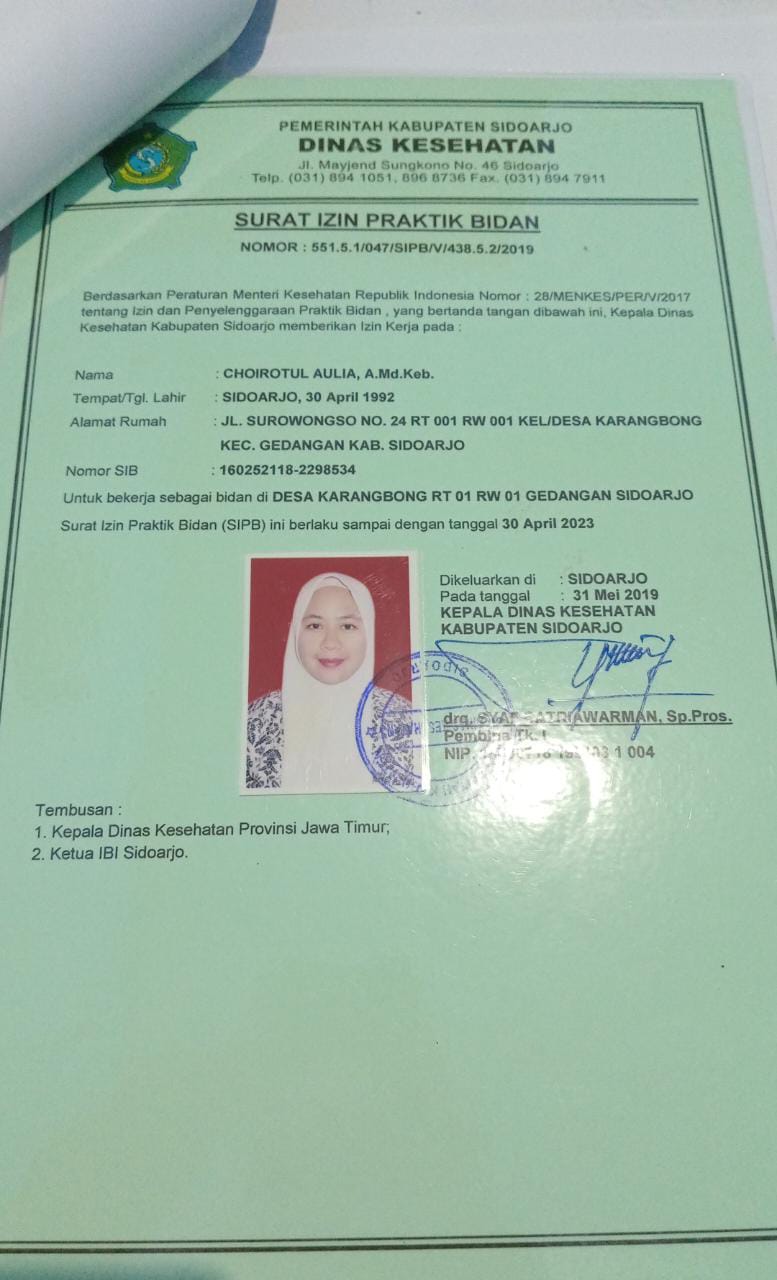 PEMERINTAH KABUPATEN SIDOARJO
DINAS KESEHATAN
Jl. Mayjend Sungkono No. 46 Sidoarjo
Telp. (031) 894 1051, 896 8736 Fax. (031) 894 7911
SURAT IZIN PRAKTIK BIDAN
NOMOR : 551.5.1/047/SIPB/V/438.5.2/2019
Berdasarkan Peraturan Menteri Kesehatan Republik Indonesia Nomor : 28/MENKES/PER/V/2017
tentang Izin dan Penyelenggaraan Praktik Bidan , yang bertanda tangan dibawah ini, Kepala Dinas
Kesehatan Kabupaten Sidoarjo memberikan Izin Kerja pada :
Nama : CHOIROTUL AULIA, A.Md.Keb.
Tempat/Tgl. Lahir : SIDOARJO, 30 April 1992
Alamat Rumah : JL. SUROWONGSO NO. 24 RT 001 RW 001 KEL/DESA KARANGBONG
KEC. GEDANGAN KAB. SIDOARJO
Nomor SIB : 160252118-2298534
Untuk bekerja sebagai bidan di DESA KARANGBONG RT 01 RW 01 GEDANGAN SIDOARJO
Surat Izin Praktik Bidan (SIPB) ini berlaku sampai dengan tanggal 30 April 2023
Dikeluarkan di : SIDOARJO
Pada tanggal : 31 Mei 2019
KEPALA DINAS KESEHATAN
KABUPATEN SIDOARJO
SIDOARJO
drg. Sp.Pros.
Pembina Tk. I
NIP. 1 004
Tembusan :
1. Kepala Dinas Kesehatan Provinsi Jawa Timur;
2. Ketua IBI Sidoarjo.